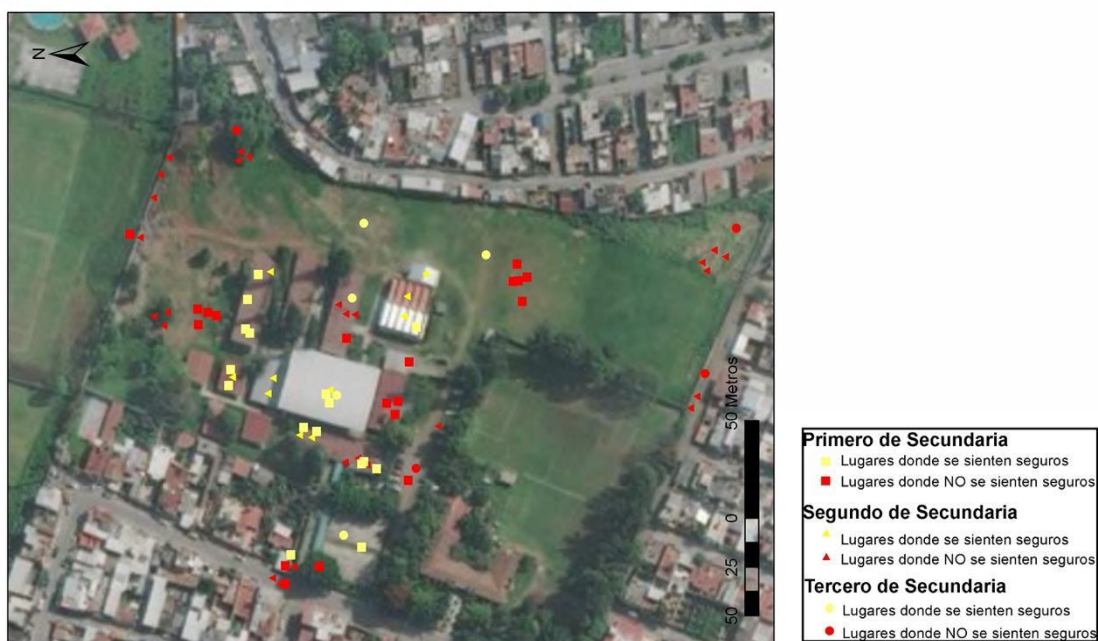 N
50 Metros
0
25
50
Primero de Secundaria
Lugares donde se sienten seguros
Lugares donde NO se sienten seguros
Segundo de Secundaria
Lugares donde se sienten seguros
Lugares donde NO se sienten seguros
Tercero de Secundaria
Lugares donde se sienten seguros
Lugares donde NO se sienten seguros